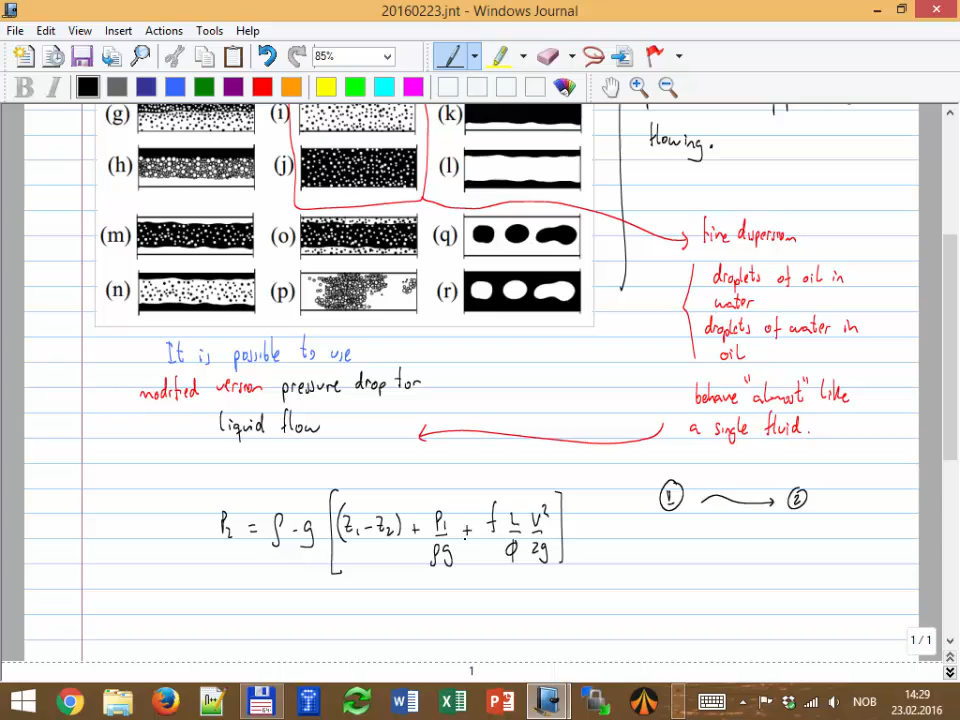 20160223.jnt - Windows Journal
File Edit View Insert Actions Tools Help
85%
B I
(g) (i) (k)
flowing.
(h) (j) (l)
(m) (o) (q)
fine dispersion
(n) (p) (r)
droplets of oil in
water
droplets of water in
oil
It is possible to use
modified version pressure drop for
liquid flow
behave "almost" like
a single fluid.
① ②
P2 = ρ·g [(Z1-Z2) + P1/ρg + f L/ϕ V²/2g]
1 / 1
1
NOB
14:29
23.02.2016